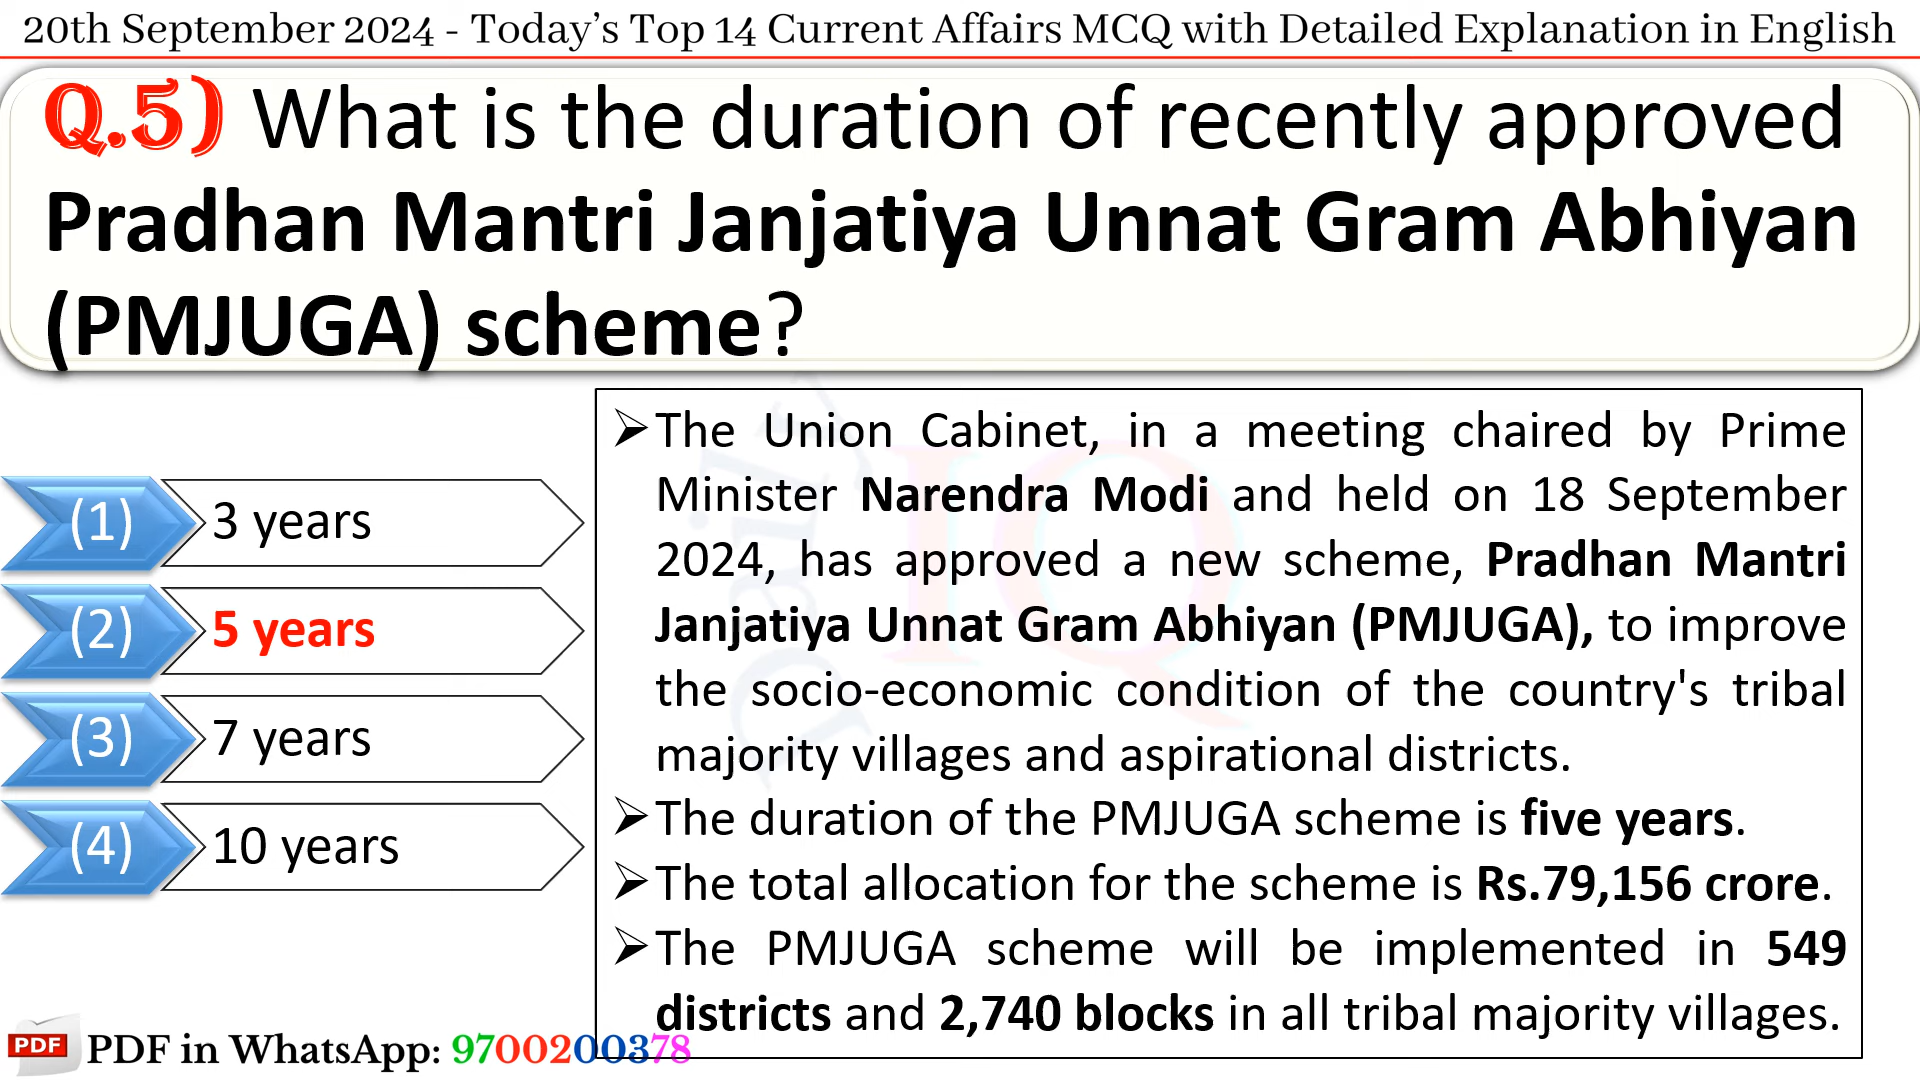 20th September 2024 - Today's Top 14 Current Affairs MCQ with Detailed Explanation in English
Q.5) What is the duration of recently approved
Pradhan Mantri Janjatiya Unnat Gram Abhiyan
(PMJUGA) scheme?
(1) 3 years
(2) 5 years
(3) 7 years
(4) 10 years
➢The Union Cabinet, in a meeting chaired by Prime
Minister Narendra Modi and held on 18 September
2024, has approved a new scheme, Pradhan Mantri
Janjatiya Unnat Gram Abhiyan (PMJUGA), to improve
the socio-economic condition of the country's tribal
majority villages and aspirational districts.
➢The duration of the PMJUGA scheme is five years.
➢The total allocation for the scheme is Rs.79,156 crore.
➢The PMJUGA scheme will be implemented in 549
districts and 2,740 blocks in all tribal majority villages.
PDF PDF in WhatsApp: 9700200378
IQ